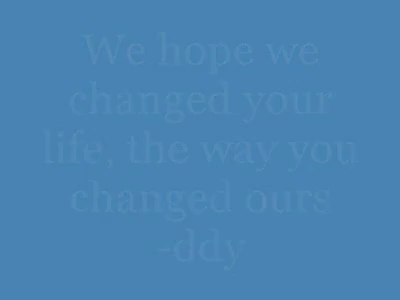 We hope we
changed your
life, the way you
changed ours
-ddy